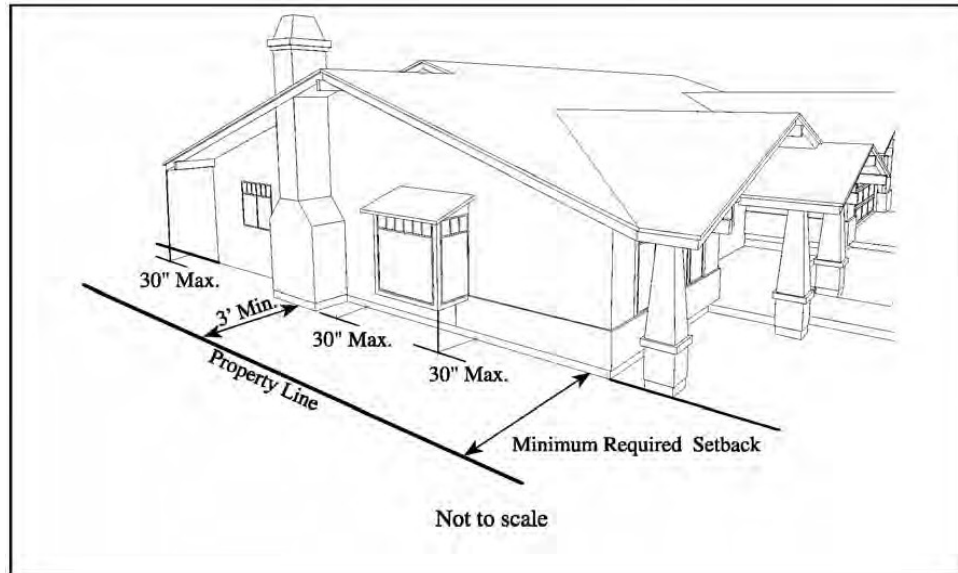 30" Max.
3' Min.
30" Max.
30" Max.
Property Line
Minimum Required Setback
Not to scale